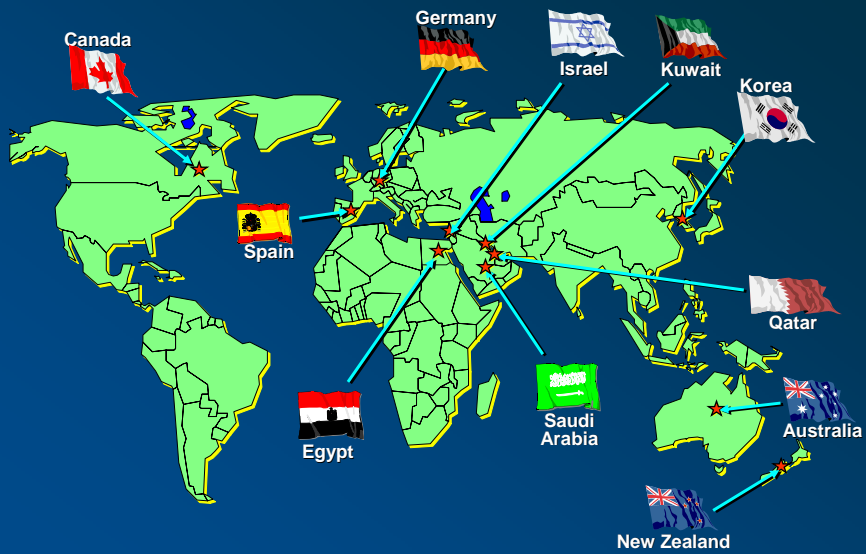 Germany
Canada
Israel
Kuwait
Korea
Spain
Qatar
Saudi
Arabia
Australia
Egypt
New Zealand